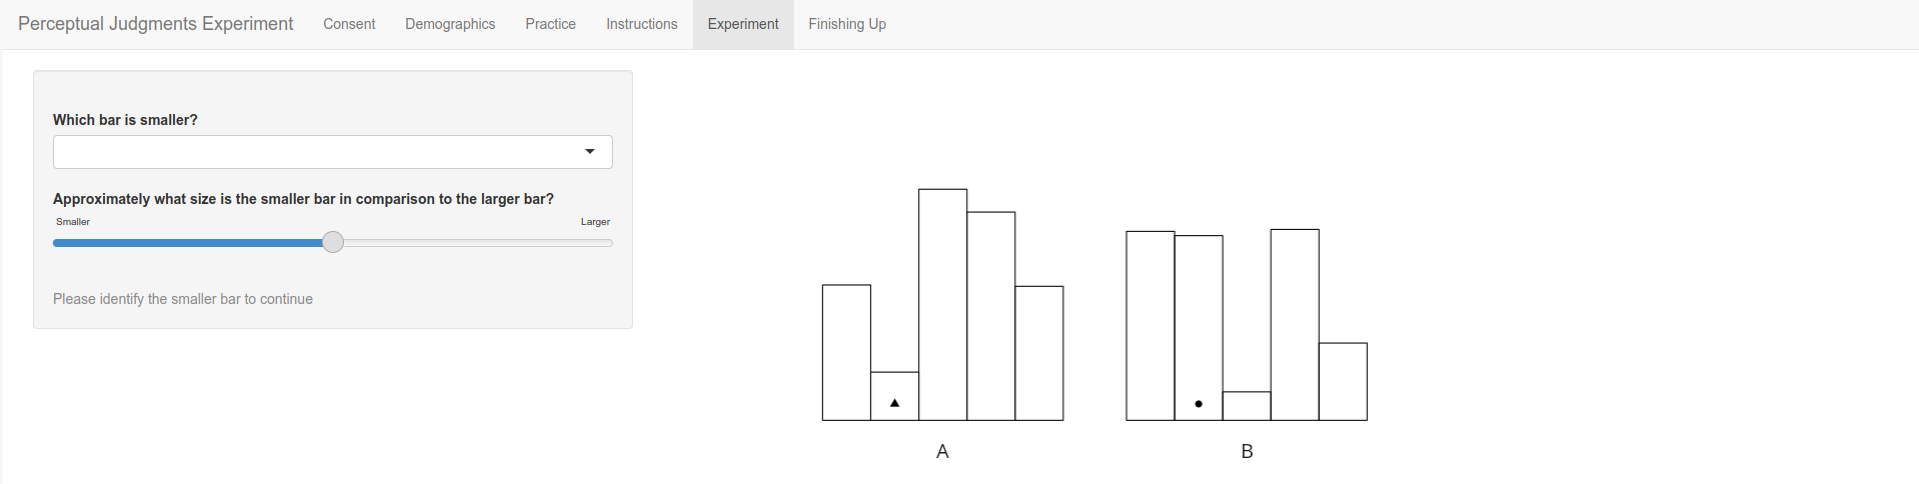 Perceptual Judgments Experiment Consent Demographics Practice Instructions Experiment Finishing Up
Which bar is smaller?
Approximately what size is the smaller bar in comparison to the larger bar?
Smaller Larger
Please identify the smaller bar to continue
A B